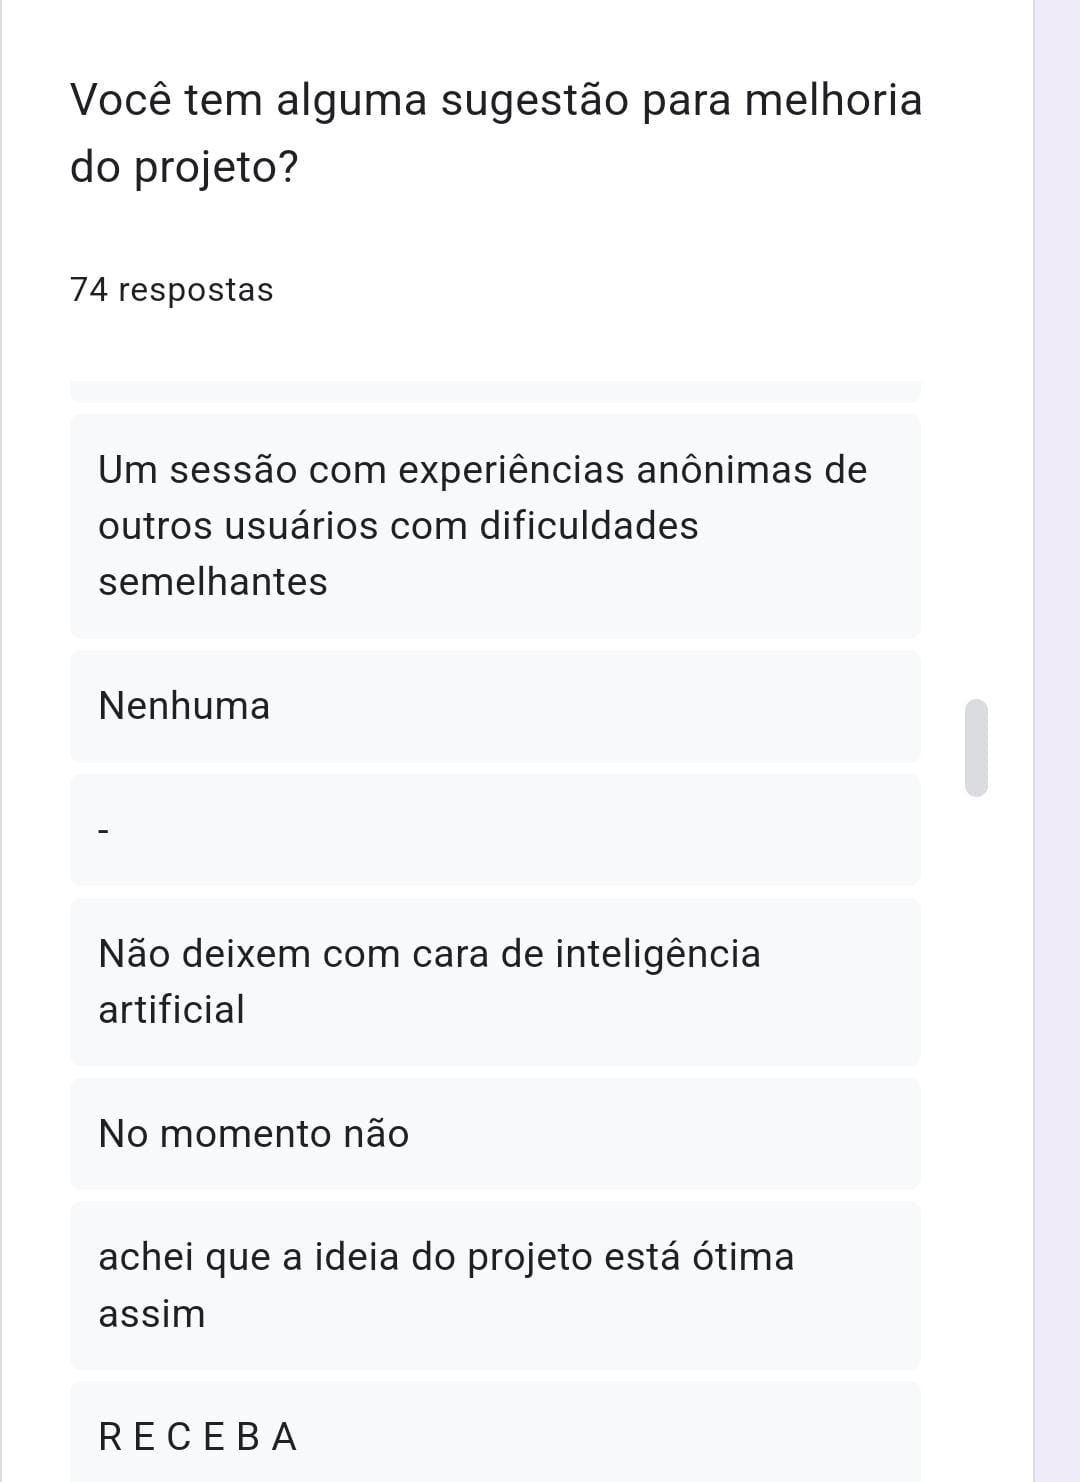 Você tem alguma sugestão para melhoria
do projeto?
74 respostas
Um sessão com experiências anônimas de
outros usuários com dificuldades
semelhantes
Nenhuma
-
Não deixem com cara de inteligência
artificial
No momento não
achei que a ideia do projeto está ótima
assim
R E C E B A